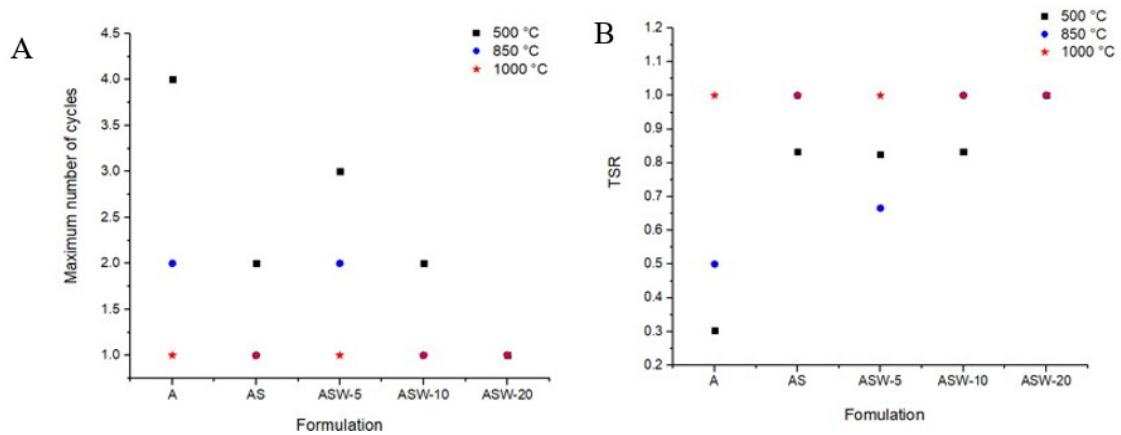 A
4.5
4.0
3.5
3.0
2.5
2.0
1.5
1.0
Maximum number of cycles
500 °C
850 °C
1000 °C
A AS ASW-5 ASW-10 ASW-20
Formulation
B
1.2
1.1
1.0
0.9
0.8
0.7
0.6
0.5
0.4
0.3
0.2
TSR
500 °C
850 °C
1000 °C
A AS ASW-5 ASW-10 ASW-20
Fomulation